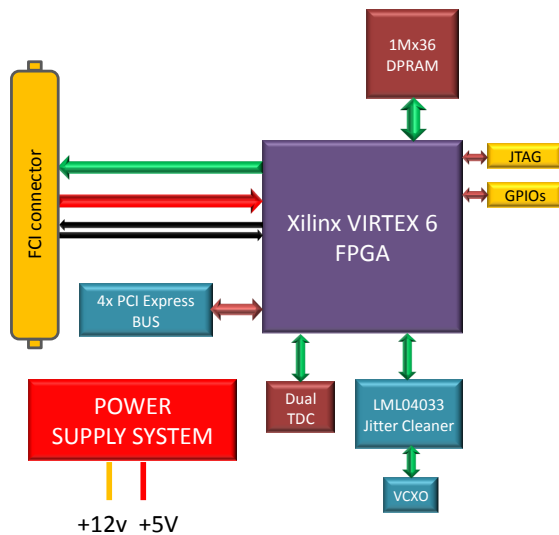 1Mx36
DPRAM
FCI connector
JTAG
GPIOs
Xilinx VIRTEX 6
FPGA
4x PCI Express
BUS
POWER
SUPPLY SYSTEM
Dual
TDC
LML04033
Jitter Cleaner
VCXO
+12v +5V